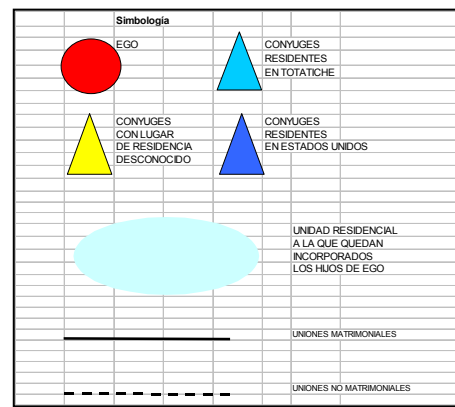 Simbología
EGO
CONYUGES
RESIDENTES
EN TOTATICHE
CONYUGES
CON LUGAR
DE RESIDENCIA
DESCONOCIDO
CONYUGES
RESIDENTES
EN ESTADOS UNIDOS
UNIDAD RESIDENCIAL
A LA QUE QUEDAN
INCORPORADOS
LOS HIJOS DE EGO
UNIONES MATRIMONIALES
UNIONES NO MATRIMONIALES